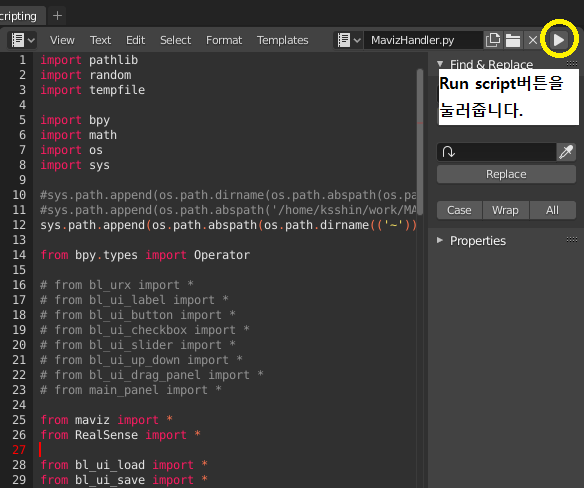 cripting +
View Text Edit Select Format Templates MavizHandler.py
Find & Replace
Run script버튼을
눌러줍니다.
Replace
Case Wrap All
Properties
1 import pathlib
2 import random
3 import tempfile
4
5 import bpy
6 import math
7 import os
8 import sys
9
10 #sys.path.append(os.path.dirname(os.path.abspath(os.pa
11 #sys.path.append(os.path.abspath('/home/ksshin/work/MA
12 sys.path.append(os.path.abspath(os.path.dirname(('~'))
13
14 from bpy.types import Operator
15
16 # from bl_urx import *
17 # from bl_ui_label import *
18 # from bl_ui_button import *
19 # from bl_ui_checkbox import *
20 # from bl_ui_slider import *
21 # from bl_ui_up_down import *
22 # from bl_ui_drag_panel import *
23 # from main_panel import *
24
25 from maviz import *
26 from RealSense import *
27
28 from bl_ui_load import *
29 from bl_ui_save import *